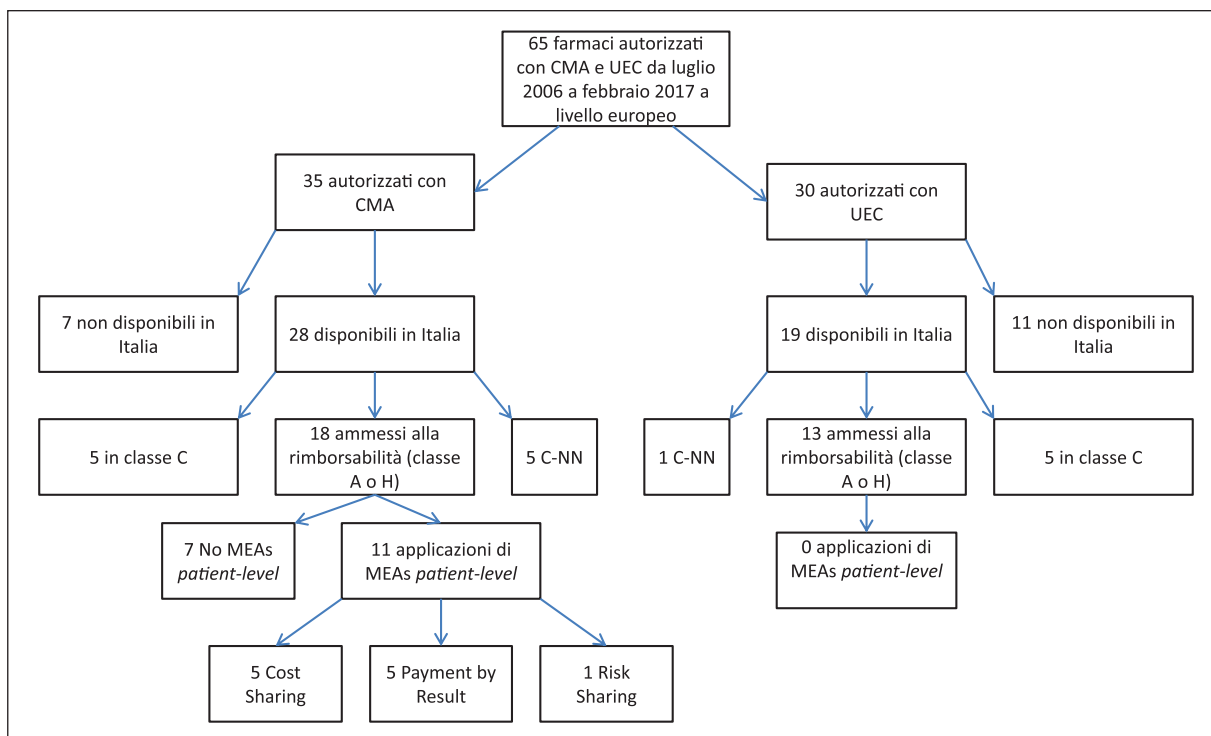 65 farmaci autorizzati
con CMA e UEC da luglio
2006 a febbraio 2017 a
livello europeo
35 autorizzati con
CMA
30 autorizzati con
UEC
7 non disponibili in
Italia
28 disponibili in Italia
19 disponibili in Italia
11 non disponibili in
Italia
5 in classe C
18 ammessi alla
rimborsabilità (classe
A o H)
5 C-NN
1 C-NN
13 ammessi alla
rimborsabilità (classe
A o H)
5 in classe C
7 No MEAs
patient-level
11 applicazioni di
MEAs patient-level
0 applicazioni di
MEAs patient-level
5 Cost
Sharing
5 Payment by
Result
1 Risk
Sharing